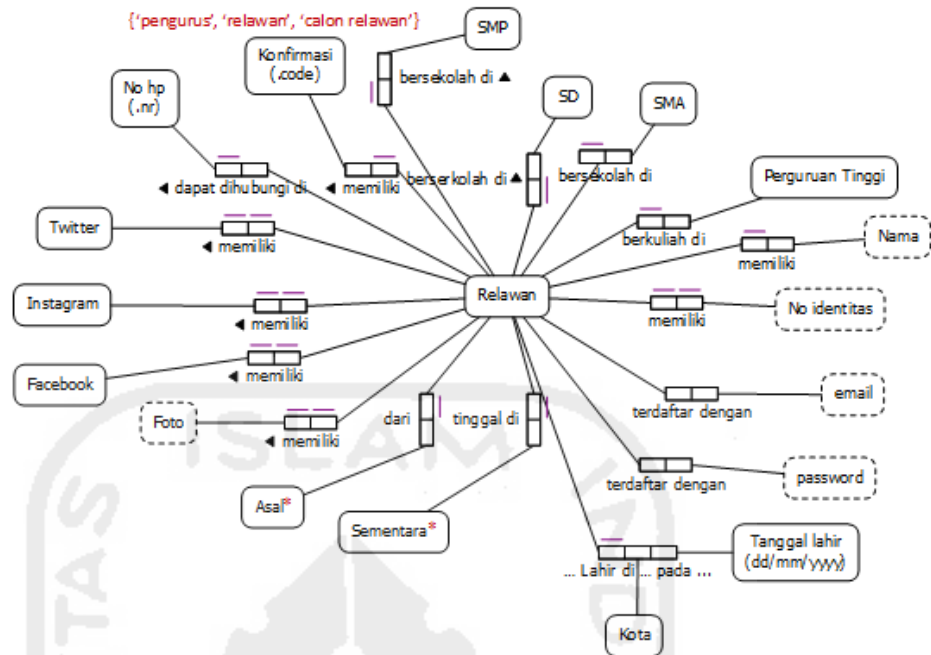 {‘pengurus’, ‘relawan’, ‘calon relawan’}
SMP
Konfirmasi
(.code)
bersekolah di ▲
No hp
(.nr)
SD
SMA
◄ dapat dihubungi di
◄ memiliki
berserkolah di ▲
bersekolah di
Perguruan Tinggi
Twitter
◄ memiliki
berkuliah di
Nama
memiliki
Instagram
◄ memiliki
Relawan
memiliki
No identitas
Facebook
◄ memiliki
email
terdaftar dengan
Foto
◄ memiliki
dari
tinggal di
password
terdaftar dengan
Asal*
Sementara*
Tanggal lahir
(dd/mm/yyyy)
... Lahir di ... pada ...
Kota
ISLAM
TAS
IND